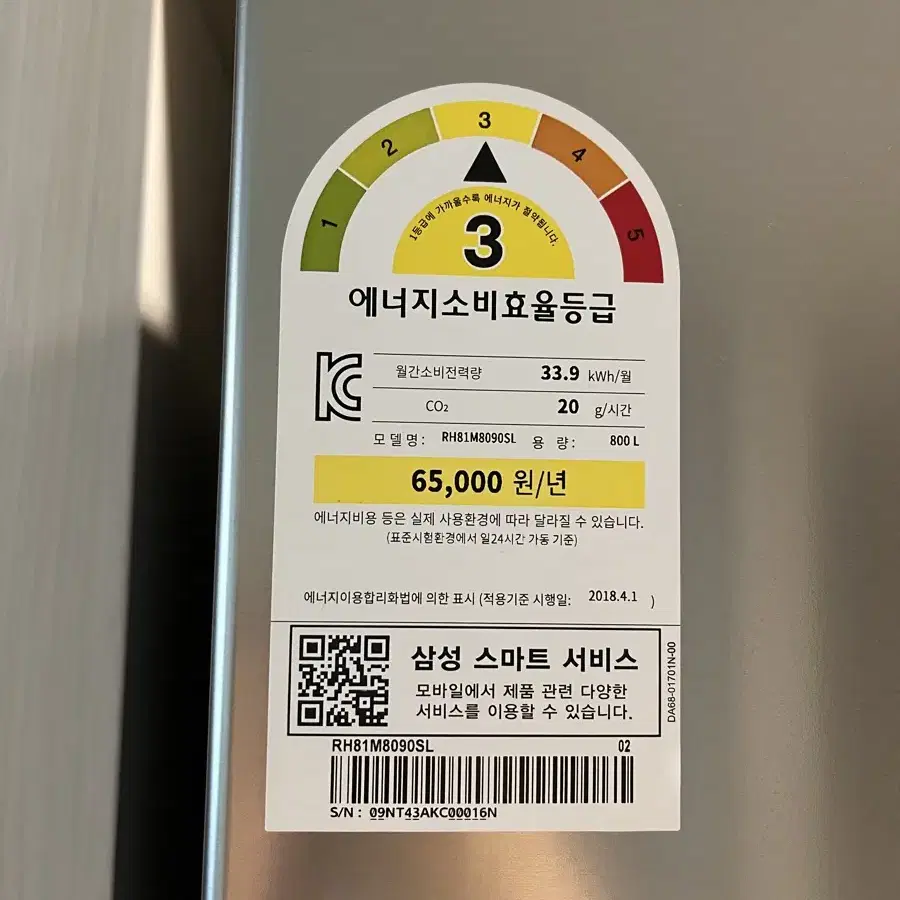 1
2
3
4
5
1등급에 가까울수록 에너지가 절약됩니다.
3
에너지소비효율등급
월간소비전력량 33.9 kWh/월
CO₂ 20 g/시간
모델명: RH81M8090SL 용 량: 800 L
65,000 원/년
에너지비용 등은 실제 사용환경에 따라 달라질 수 있습니다.
(표준시험환경에서 일24시간 가동 기준)
에너지이용합리화법에 의한 표시 (적용기준 시행일: 2018.4.1 )
삼성 스마트 서비스
모바일에서 제품 관련 다양한
서비스를 이용할 수 있습니다.
DA68-01701N-00
RH81M8090SL 02
S/N : 09NT43AKC00016N